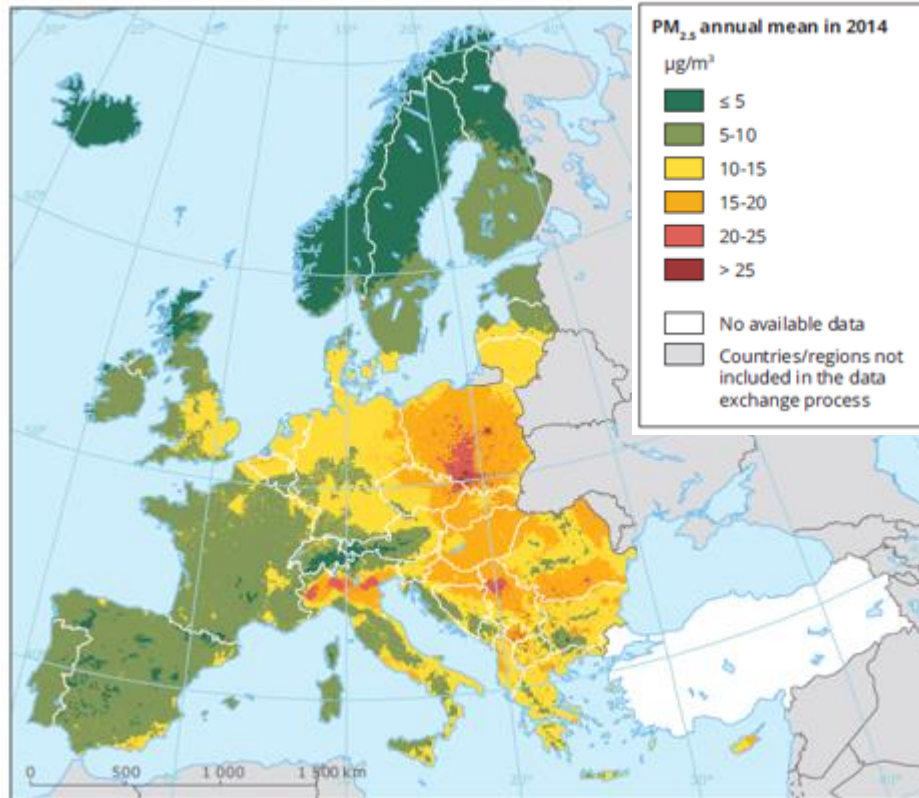 PM₂.₅ annual mean in 2014
µg/m³
≤ 5
5-10
10-15
15-20
20-25
> 25
No available data
Countries/regions not
included in the data
exchange process
0 500 1 000 1 500 km
20°